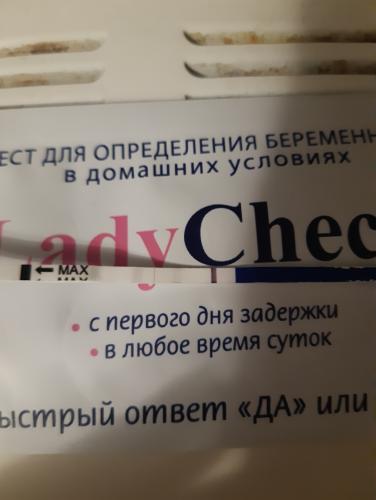 ЕСТ ДЛЯ ОПРЕДЕЛЕНИЯ БЕРЕМЕНН
в домашних условиях
LadyChec
MAX
• с первого дня задержки
• в любое время суток
ыстрый ответ «ДА» или